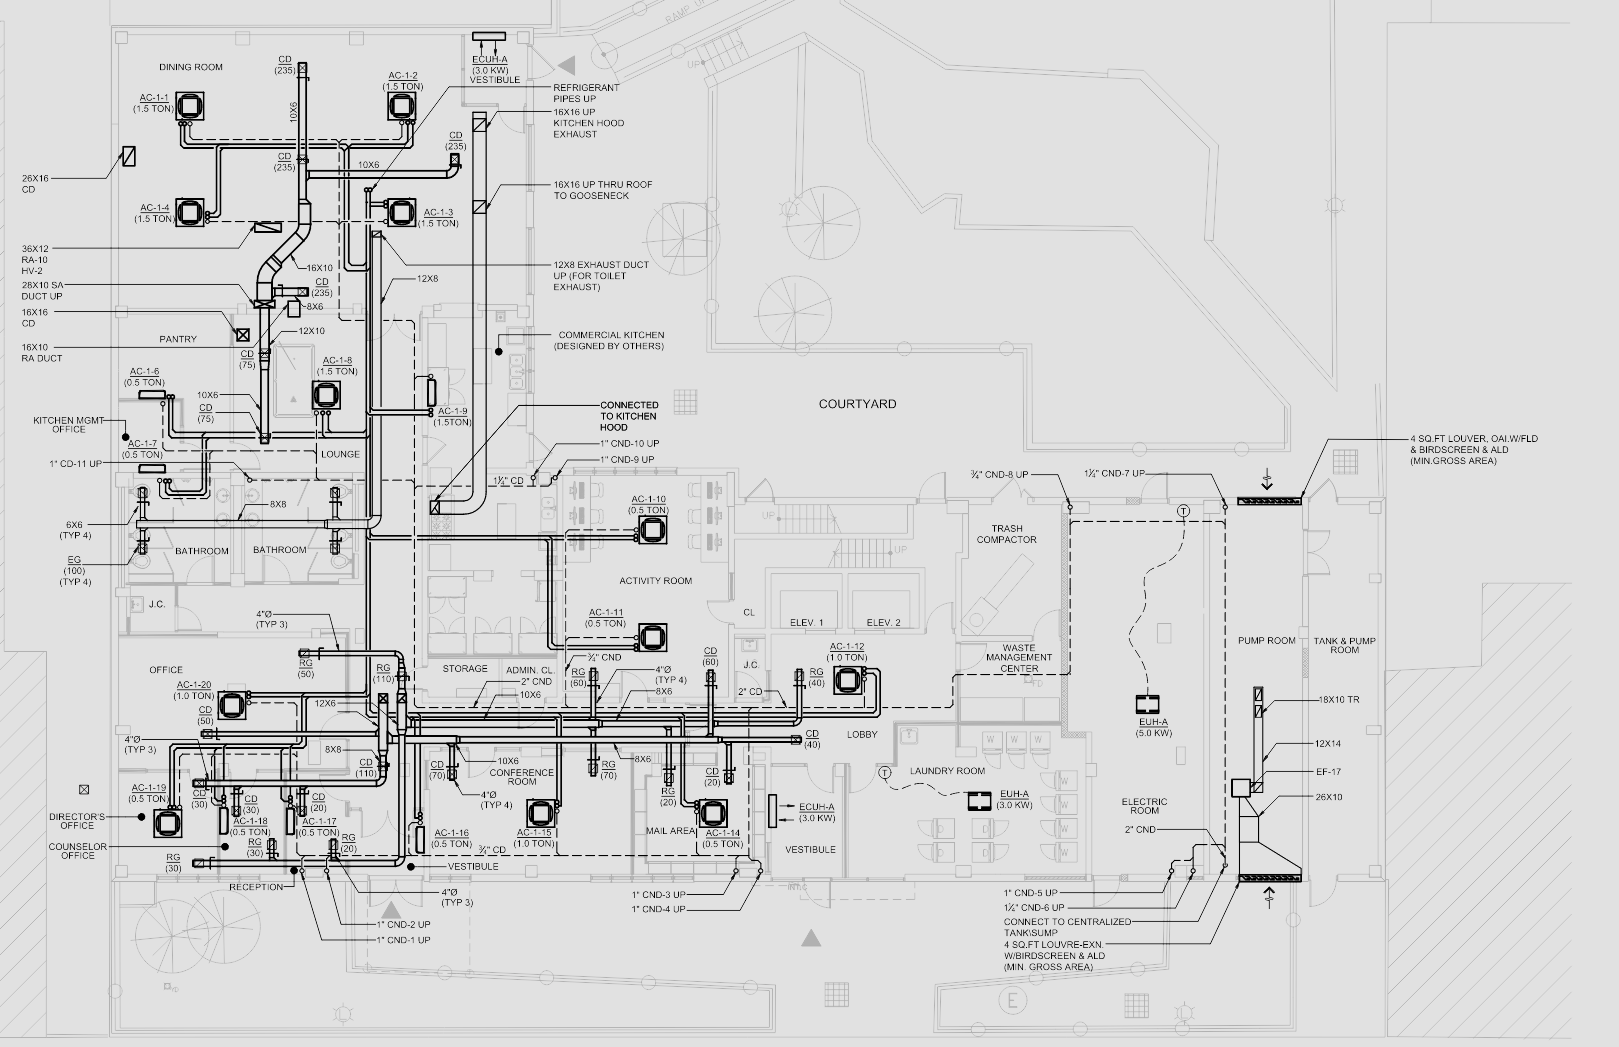 RAMP UP
UP
DINING ROOM
CD
(235)
ECUH-A
(3.0 KW)
VESTIBULE
AC-1-1
(1.5 TON)
AC-1-2
(1.5 TON)
10X6
REFRIGERANT
PIPES UP
16X16 UP
KITCHEN HOOD
EXHAUST
CD
(235)
CD
(235)
10X6
26X16
CD
16X16 UP THRU ROOF
TO GOOSENECK
AC-1-4
(1.5 TON)
AC-1-3
(1.5 TON)
36X12
RA-10
HV-2
16X10
12X8 EXHAUST DUCT
UP (FOR TOILET
EXHAUST)
12X8
28X10 SA
DUCT UP
CD
(235)
8X6
16X16
CD
12X10
PANTRY
16X10
RA DUCT
CD
(75)
COMMERCIAL KITCHEN
(DESIGNED BY OTHERS)
AC-1-8
(1.5 TON)
AC-1-6
(0.5 TON)
10X6
CD
(75)
AC-1-9
(1.5TON)
CONNECTED
TO KITCHEN
HOOD
COURTYARD
KITCHEN MGMT
OFFICE
AC-1-7
(0.5 TON)
1" CD-11 UP
LOUNGE
1" CND-10 UP
1" CND-9 UP
1½" CD
¾" CND-8 UP
1½" CND-7 UP
4 SQ.FT LOUVER, OAI.W/FLD
& BIRDSCREEN & ALD
(MIN.GROSS AREA)
8X8
6X6
(TYP 4)
EG
(100)
(TYP 4)
BATHROOM
BATHROOM
AC-1-10
(0.5 TON)
UP
UP
T
TRASH
COMPACTOR
ACTIVITY ROOM
J.C.
4"Ø
(TYP 3)
AC-1-11
(0.5 TON)
CL
ELEV. 1
ELEV. 2
PUMP ROOM
TANK & PUMP
ROOM
OFFICE
RG
(50)
RG
(110)
STORAGE
ADMIN. CL.
¾" CND
2" CND
RG
(60)
4"Ø
(TYP 4)
CD
(60)
J.C.
AC-1-12
(1.0 TON)
RG
(40)
WASTE
MANAGEMENT
CENTER
FD
AC-1-20
(1.0 TON)
12X6
10X6
8X6
2" CD
18X10 TR
CD
(50)
EUH-A
(5.0 KW)
4"Ø
(TYP 3)
8X8
CD
(110)
CD
(40)
LOBBY
12X14
CD
(70)
10X6
CONFERENCE
ROOM
8X6
RG
(70)
CD
(20)
T
LAUNDRY ROOM
W W W
EF-17
AC-1-19
(0.5 TON)
CD
(30)
CD
(30)
CD
(20)
4"Ø
(TYP 4)
RG
(20)
ECUH-A
(3.0 KW)
EUH-A
(3.0 KW)
W
26X10
DIRECTOR'S
OFFICE
AC-1-18
(0.5 TON)
AC-1-17
(0.5 TON)
AC-1-16
(0.5 TON)
AC-1-15
(1.0 TON)
MAIL AREA
AC-1-14
(0.5 TON)
ELECTRIC
ROOM
D D
W
2" CND
COUNSELOR
OFFICE
RG
(30)
RG
(20)
¾" CD
VESTIBULE
D D D
W
RG
(30)
VESTIBULE
RECEPTION
4"Ø
(TYP 3)
1" CND-3 UP
1" CND-4 UP
INT.C
1" CND-5 UP
1½" CND-6 UP
CONNECT TO CENTRALIZED
TANK\SUMP
4 SQ.FT LOUVRE-EXN.
W/BIRDSCREEN & ALD
(MIN. GROSS AREA)
1" CND-2 UP
1" CND-1 UP
E